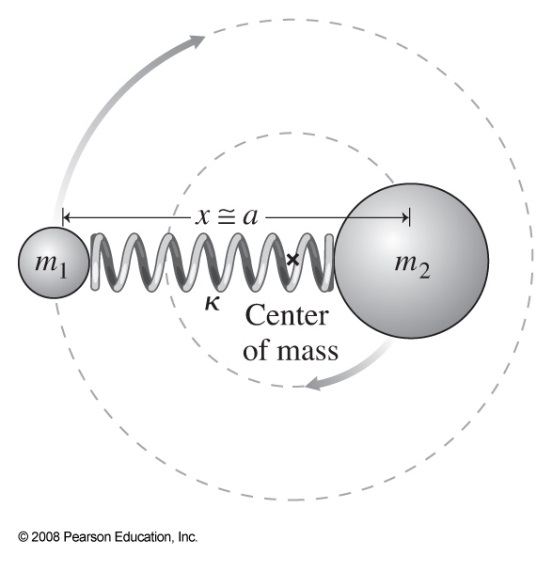 x ≅ a
m₁
m₂
κ
Center
of mass
© 2008 Pearson Education, Inc.